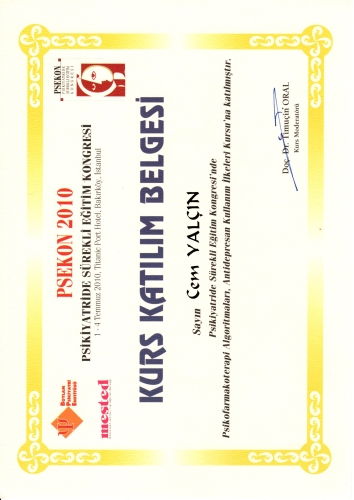 PSEKON
PSEKON 2010
PSİKİYATRİDE SÜREKLİ EĞİTİM KONGRESİ
1 - 4 Temmuz 2010, Titanic Port Hotel, Bakırköy, İstanbul
mested
KURS KATILIM BELGESİ
Sayın Cem YALÇIN
Psikiyatride Sürekli Eğitim Kongresi'nde
Psikofarmakoterapi Algoritmaları, Antidepresan Kullanım İlkeleri Kursu'na katılmıştır.
Doç. Dr. Timuçin ORAL
Kurs Moderatörü